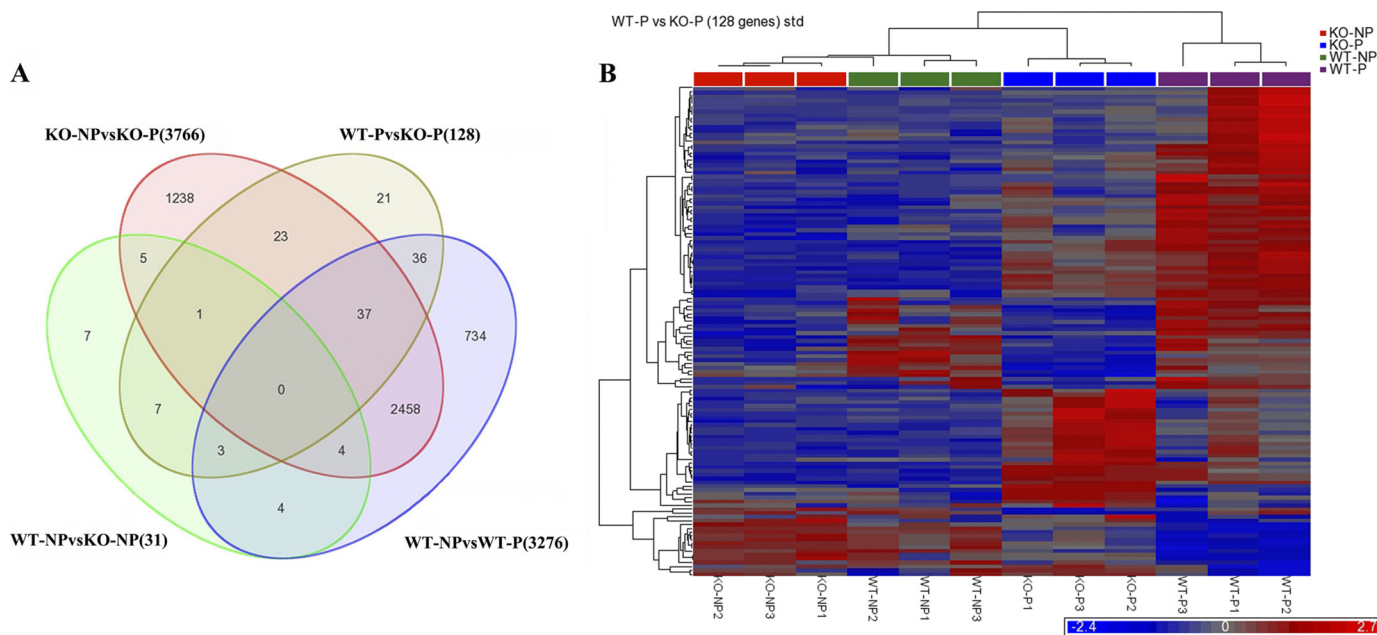 A
KO-NPvsKO-P(3766)
WT-PvsKO-P(128)
1238
23
21
5
36
1
37
7
734
0
7
2458
3
4
4
WT-NPvsKO-NP(31)
WT-NPvsWT-P(3276)
B
WT-P vs KO-P (128 genes) std
KO-NP
KO-P
WT-NP
WT-P
KO-NP2
KO-NP3
KO-NP1
WT-NP2
WT-NP1
WT-NP3
KO-P1
KO-P3
KO-P2
WT-P3
WT-P1
WT-P2
-2.4 0 2.7